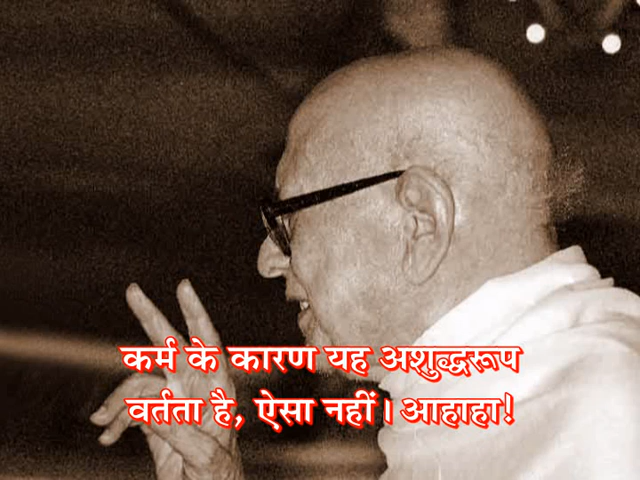 कर्म के कारण यह अशुद्धरूप
वर्तता है, ऐसा नहीं। आहाहा!